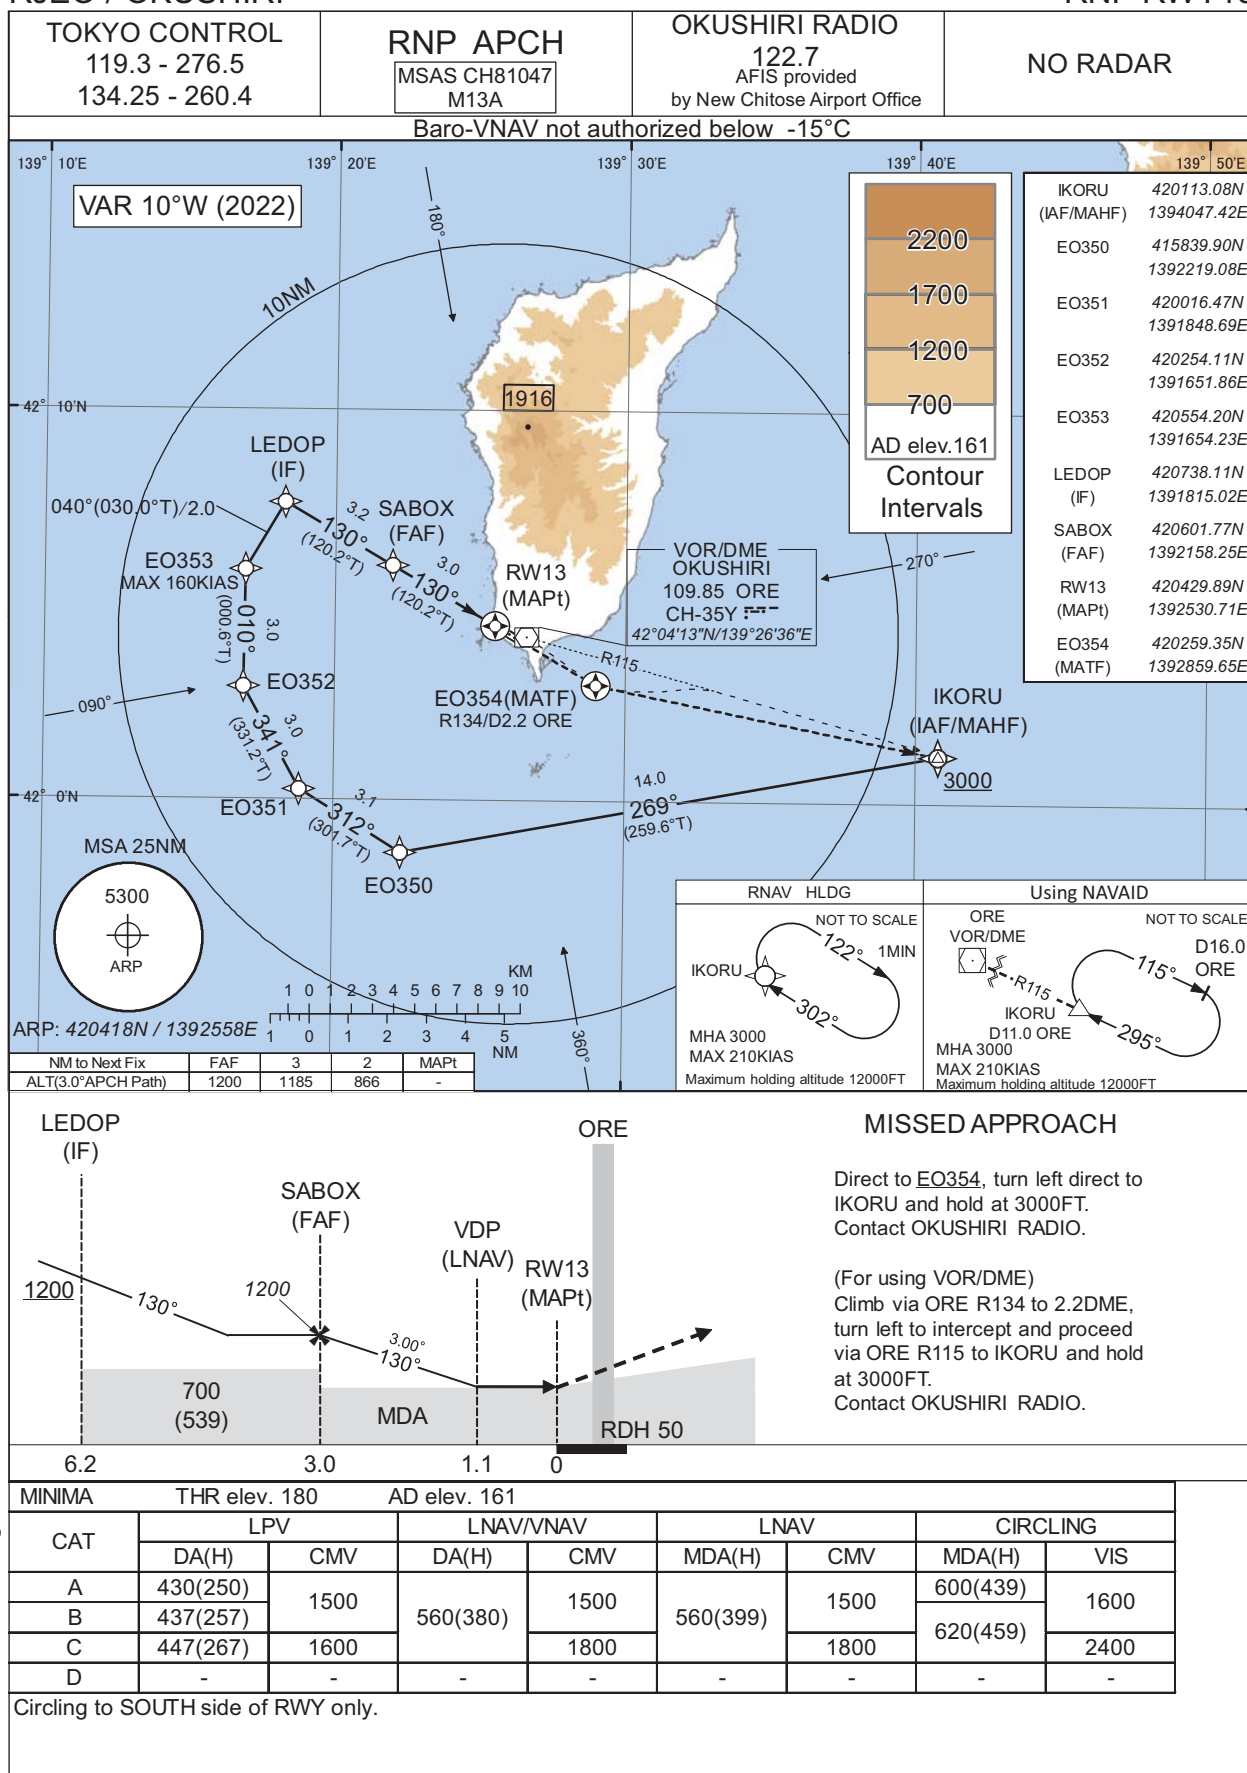 TOKYO CONTROL
119.3 - 276.5
134.25 - 260.4
RNP APCH
MSAS CH81047
M13A
OKUSHIRI RADIO
122.7
AFIS provided
by New Chitose Airport Office
NO RADAR
Baro-VNAV not authorized below -15°C
139° 10'E
139° 20'E
139° 30'E
139° 40'E
139° 50'E
VAR 10°W (2022)
180°
10NM
2200
1700
1200
700
AD elev.161
Contour
Intervals
IKORU 420113.08N
(IAF/MAHF) 1394047.42E
EO350 415839.90N
1392219.08E
EO351 420016.47N
1391848.69E
EO352 420254.11N
1391651.86E
EO353 420554.20N
1391654.23E
LEDOP 420738.11N
(IF) 1391815.02E
SABOX 420601.77N
(FAF) 1392158.25E
RW13 420429.89N
(MAPt) 1392530.71E
EO354 420259.35N
(MATF) 1392859.65E
42° 10'N
1916
LEDOP
(IF)
040°(030.0°T)/2.0
3.2
130°
(120.2°T)
SABOX
(FAF)
EO353
MAX 160KIAS
3.0
130°
(120.2°T)
RW13
(MAPt)
VOR/DME
OKUSHIRI
109.85 ORE
CH-35Y
42°04'13"N/139°26'36"E
270°
3.0
010°
(000.6°T)
R115
EO352
090°
EO354(MATF)
R134/D2.2 ORE
IKORU
(IAF/MAHF)
3000
3.0
341°
(331.2°T)
42° 0'N
EO351
3.1
312°
(301.7°T)
14.0
269°
(259.6°T)
EO350
MSA 25NM
5300
ARP
ARP: 420418N / 1392558E
KM
1 0 1 2 3 4 5 6 7 8 9 10
1 0 1 2 3 4 5
NM
360°
RNAV HLDG
NOT TO SCALE
122°
1MIN
IKORU
302°
MHA 3000
MAX 210KIAS
Maximum holding altitude 12000FT
Using NAVAID
ORE
VOR/DME
NOT TO SCALE
D16.0
ORE
115°
R115
IKORU
D11.0 ORE
295°
MHA 3000
MAX 210KIAS
Maximum holding altitude 12000FT
NM to Next Fix FAF 3 2 MAPt
ALT(3.0°APCH Path) 1200 1185 866 -
LEDOP
(IF)
SABOX
(FAF)
VDP
(LNAV)
RW13
(MAPt)
ORE
1200
130°
1200
3.00°
130°
700
(539)
MDA
RDH 50
6.2 3.0 1.1 0
MISSED APPROACH
Direct to EO354, turn left direct to
IKORU and hold at 3000FT.
Contact OKUSHIRI RADIO.
(For using VOR/DME)
Climb via ORE R134 to 2.2DME,
turn left to intercept and proceed
via ORE R115 to IKORU and hold
at 3000FT.
Contact OKUSHIRI RADIO.
MINIMA THR elev. 180 AD elev. 161
CAT LPV LNAV/VNAV LNAV CIRCLING
DA(H) CMV DA(H) CMV MDA(H) CMV MDA(H) VIS
A 430(250) 1500 560(380) 1500 560(399) 1500 600(439) 1600
B 437(257) 620(459)
C 447(267) 1600 1800 1800 2400
D - - - - - - - -
Circling to SOUTH side of RWY only.